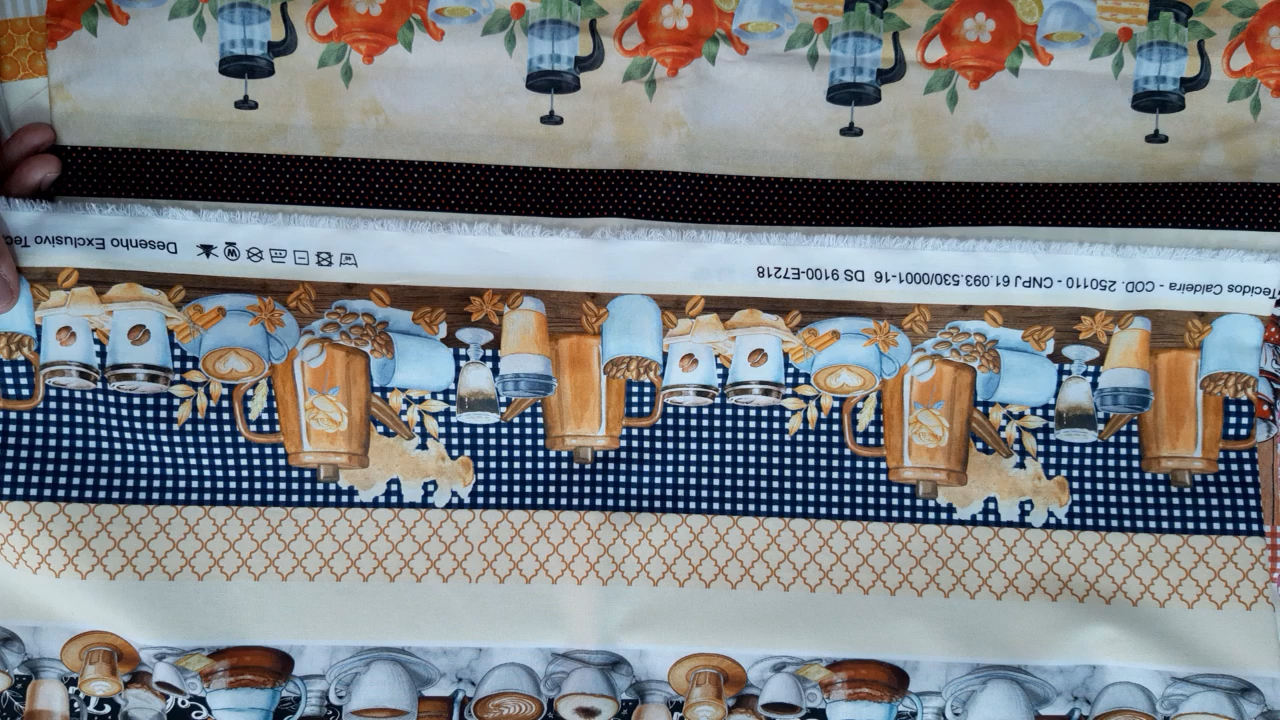 Tecidos Caldeira - COD. 250110 - CNPJ 61.093.530/0001-16 DS 9100-E7218
Desenho Exclusivo Tec